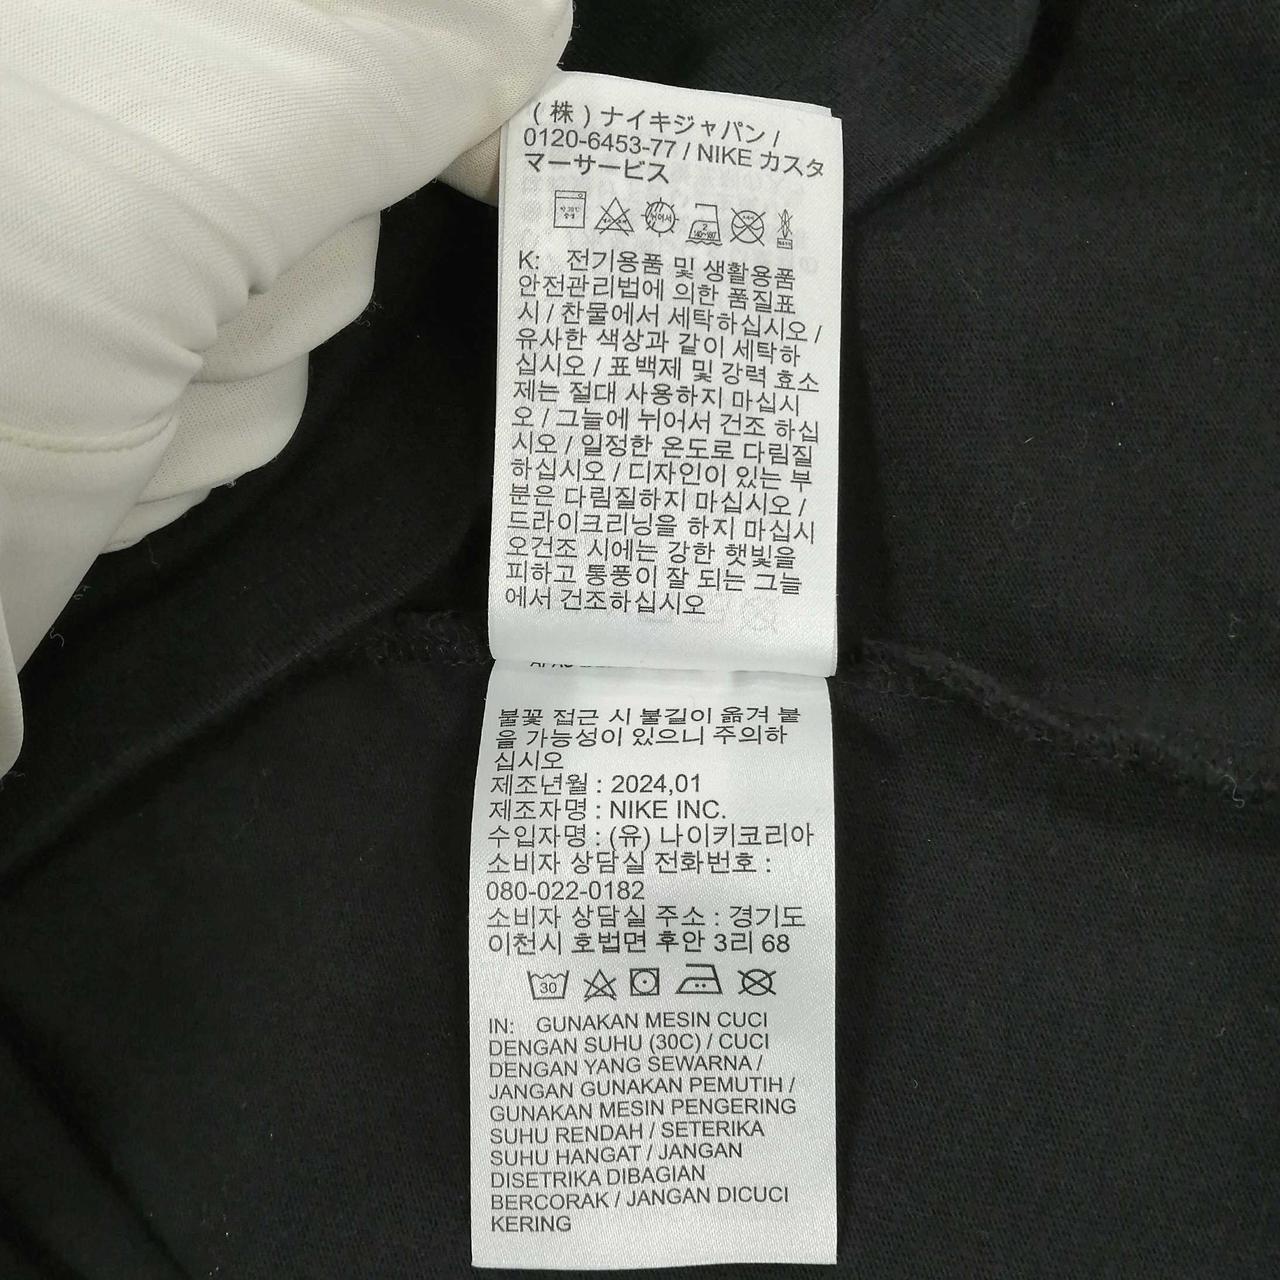 (株)ナイキジャパン/
0120-6453-77 / NIKE カスタ
マーサービス
K: 전기용품 및 생활용품
안전관리법에 의한 품질표
시 / 찬물에서 세탁하십시오 /
유사한 색상과 같이 세탁하
십시오 / 표백제 및 강력 효소
제는 절대 사용하지 마십시
오 / 그늘에 뉘어서 건조 하십
시오 / 일정한 온도로 다림질
하십시오 / 디자인이 있는 부
분은 다림질하지 마십시오 /
드라이크리닝을 하지 마십시
오건조 시에는 강한 햇빛을
피하고 통풍이 잘 되는 그늘
에서 건조하십시오
불꽃 접근 시 불길이 옮겨 붙
을 가능성이 있으니 주의하
십시오
제조년월 : 2024,01
제조자명 : NIKE INC.
수입자명 : (유) 나이키코리아
소비자 상담실 전화번호 :
080-022-0182
소비자 상담실 주소 : 경기도
이천시 호법면 후안 3리 68
30
IN: GUNAKAN MESIN CUCI
DENGAN SUHU (30C) / CUCI
DENGAN YANG SEWARNA /
JANGAN GUNAKAN PEMUTIH /
GUNAKAN MESIN PENGERING
SUHU RENDAH / SETERIKA
SUHU HANGAT / JANGAN
DISETRIKA DIBAGIAN
BERCORAK / JANGAN DICUCI
KERING